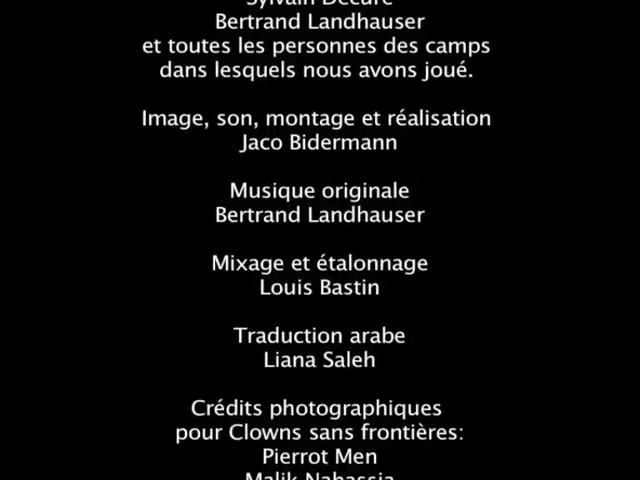 Sylvain Decure
Bertrand Landhauser
et toutes les personnes des camps
dans lesquels nous avons joué.
Image, son, montage et réalisation
Jaco Bidermann
Musique originale
Bertrand Landhauser
Mixage et étalonnage
Louis Bastin
Traduction arabe
Liana Saleh
Crédits photographiques
pour Clowns sans frontières:
Pierrot Men
Malik Nahassia